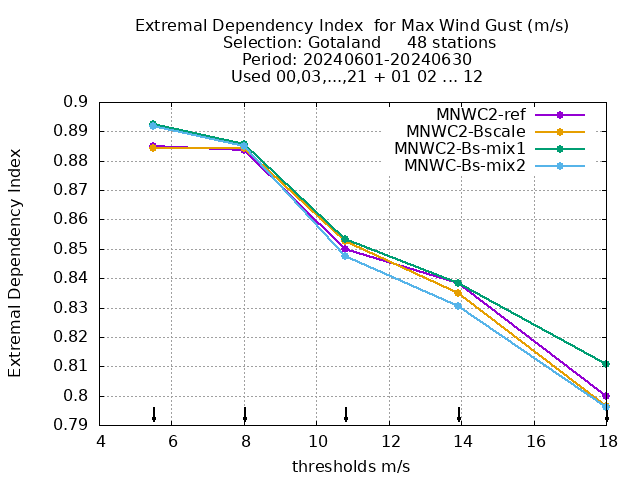 Extremal Dependency Index  for Max Wind Gust (m/s)
Selection: Gotaland     48 stations
Period: 20240601-20240630
Used 00,03,...,21 + 01 02 ... 12
MNWC2-ref
MNWC2-Bscale
MNWC2-Bs-mix1
MNWC-Bs-mix2
Extremal Dependency Index
0.9
0.89
0.88
0.87
0.86
0.85
0.84
0.83
0.82
0.81
0.8
0.79
4 6 8 10 12 14 16 18
thresholds m/s